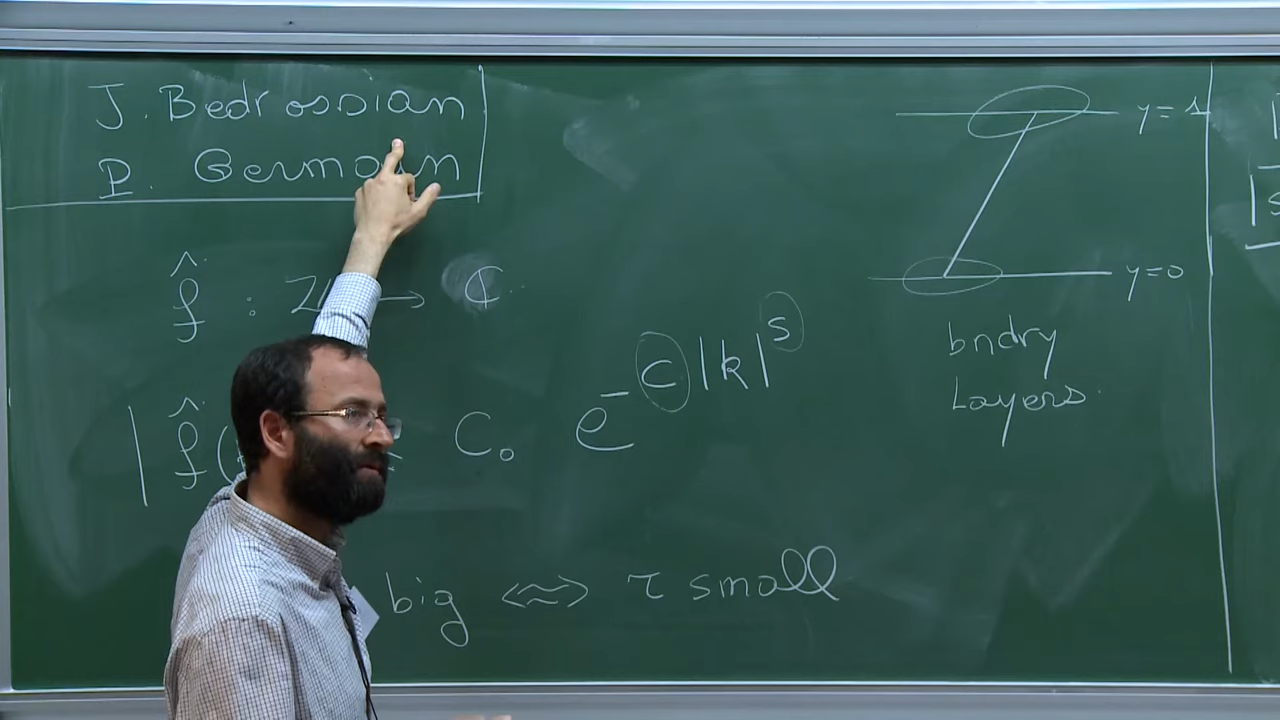 J. Bedrossian
P. Germain
f̂ : ℤ → ℂ
|f̂( ≤ C₀ e^{-c|k|^s}
big ⟺ τ small
y=1
y=0
bndry
Layers